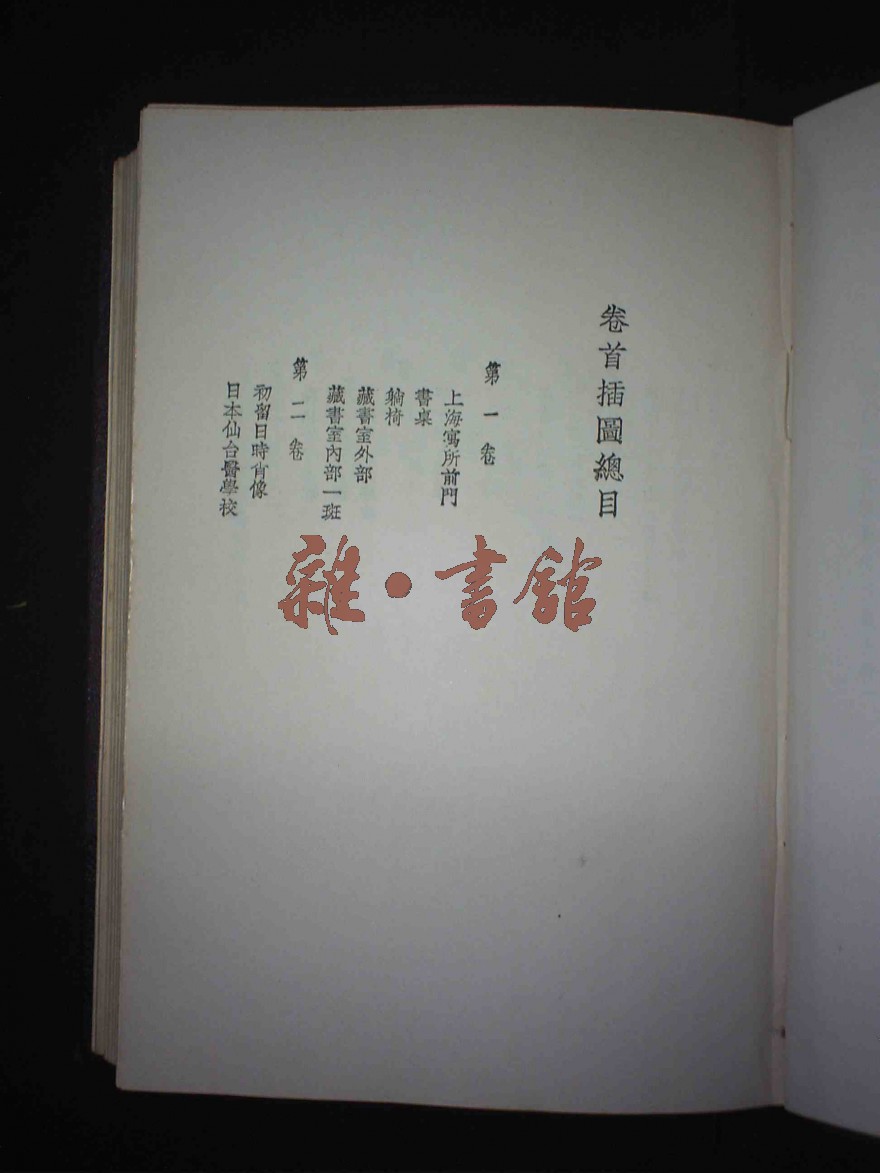 卷首插圖總目
第一卷
上海寓所前門
書桌
躺椅
藏書室外部
藏書室內部一斑
第二卷
初留日時肖像
日本仙台醫學校
雜·書館